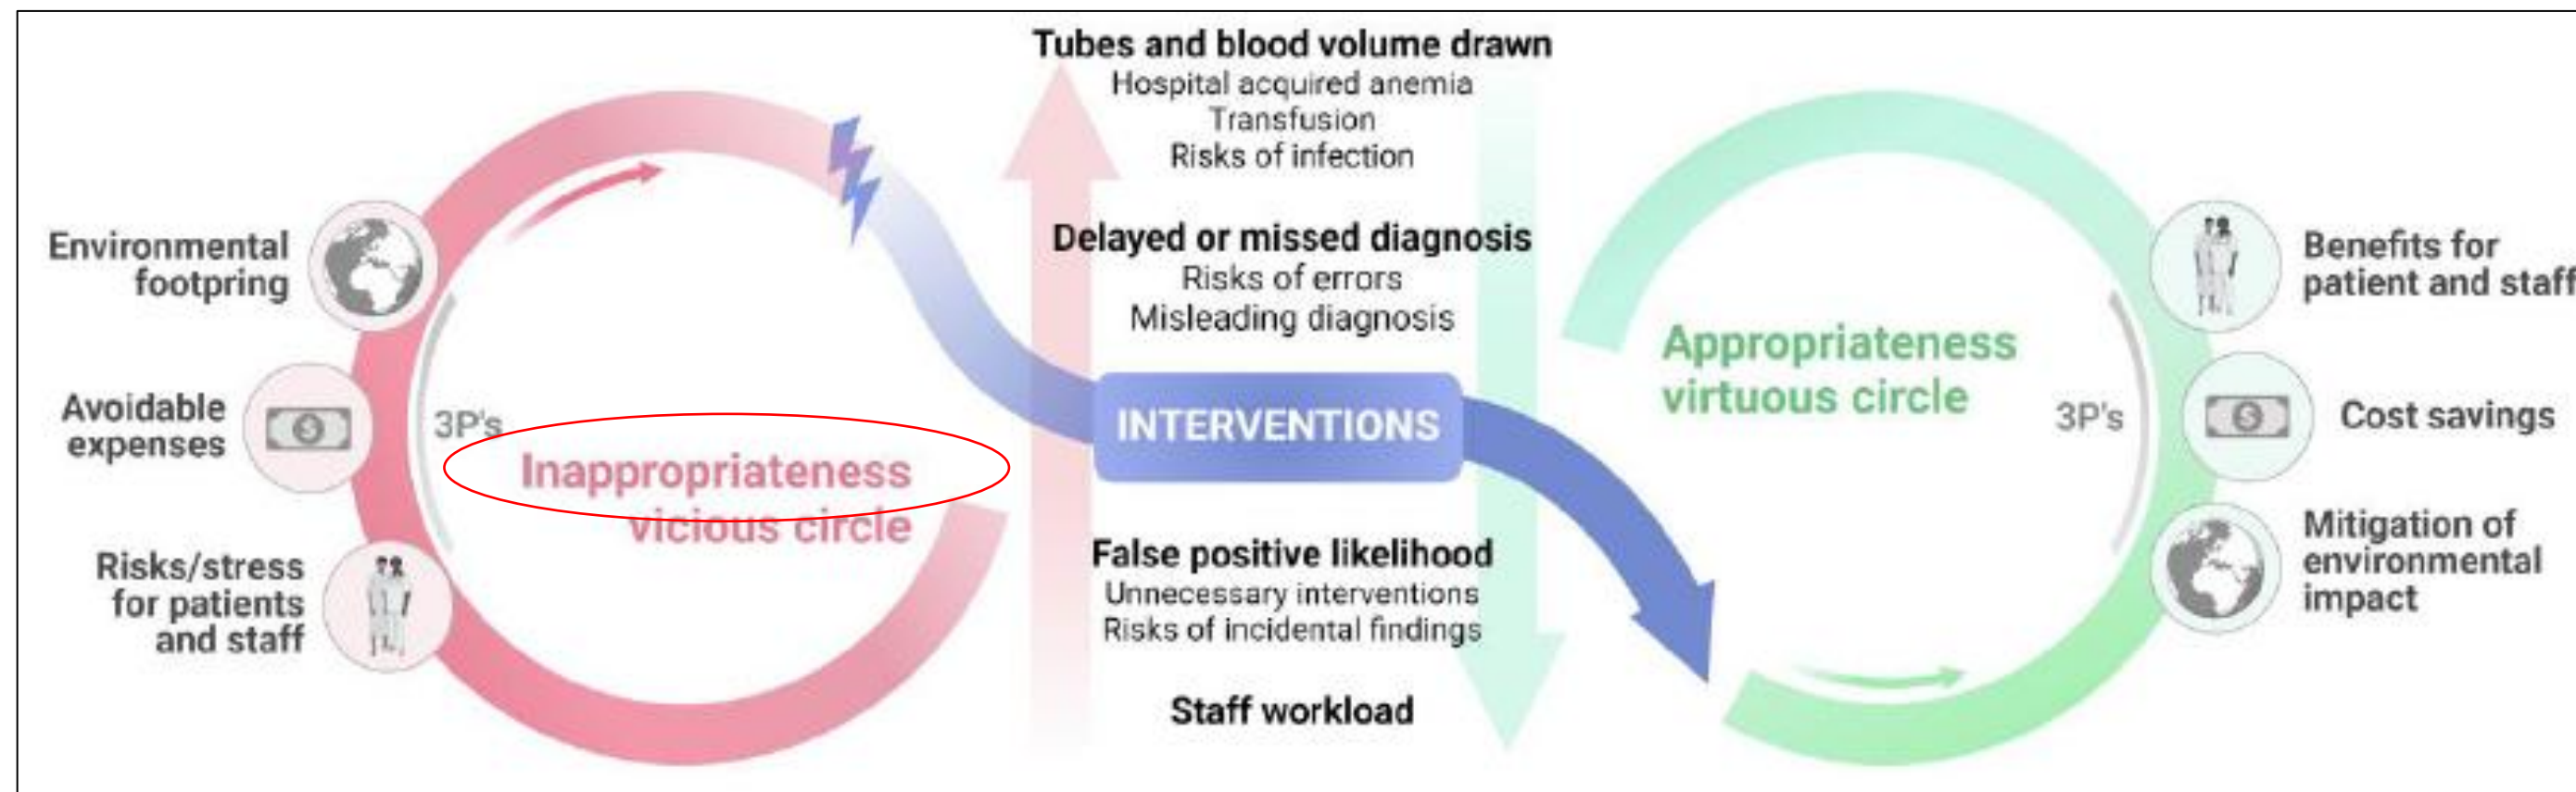 Environmental
footpring
Avoidable
expenses
Risks/stress
for patients
and staff
3P's
Inappropriateness
vicious circle
Tubes and blood volume drawn
Hospital acquired anemia
Transfusion
Risks of infection
Delayed or missed diagnosis
Risks of errors
Misleading diagnosis
INTERVENTIONS
False positive likelihood
Unnecessary interventions
Risks of incidental findings
Staff workload
Appropriateness
virtuous circle
3P's
Benefits for
patient and staff
Cost savings
Mitigation of
environmental
impact